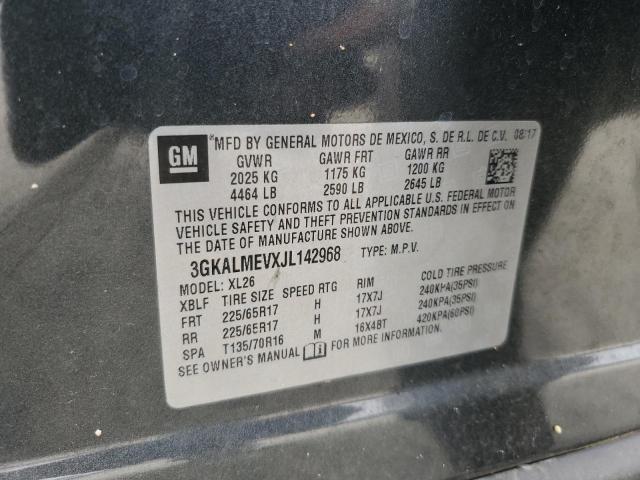 GM ® MFD BY GENERAL MOTORS DE MEXICO, S. DE R.L. DE C.V. 08/17
GVWR GAWR FRT GAWR RR
2025 KG 1175 KG 1200 KG
4464 LB 2590 LB 2645 LB
THIS VEHICLE CONFORMS TO ALL APPLICABLE U.S. FEDERAL MOTOR
VEHICLE SAFETY AND THEFT PREVENTION STANDARDS IN EFFECT ON
THE DATE OF MANUFACTURE SHOWN ABOVE.
3GKALMEVXJL142968 TYPE: M.P.V.
MODEL: XL26
XBLF TIRE SIZE SPEED RTG RIM COLD TIRE PRESSURE
FRT 225/65R17 H 17X7J 240KPA(35PSI)
RR 225/65R17 H 17X7J 240KPA(35PSI)
SPA T135/70R16 M 16X4BT 420KPA(60PSI)
SEE OWNER'S MANUAL FOR MORE INFORMATION.